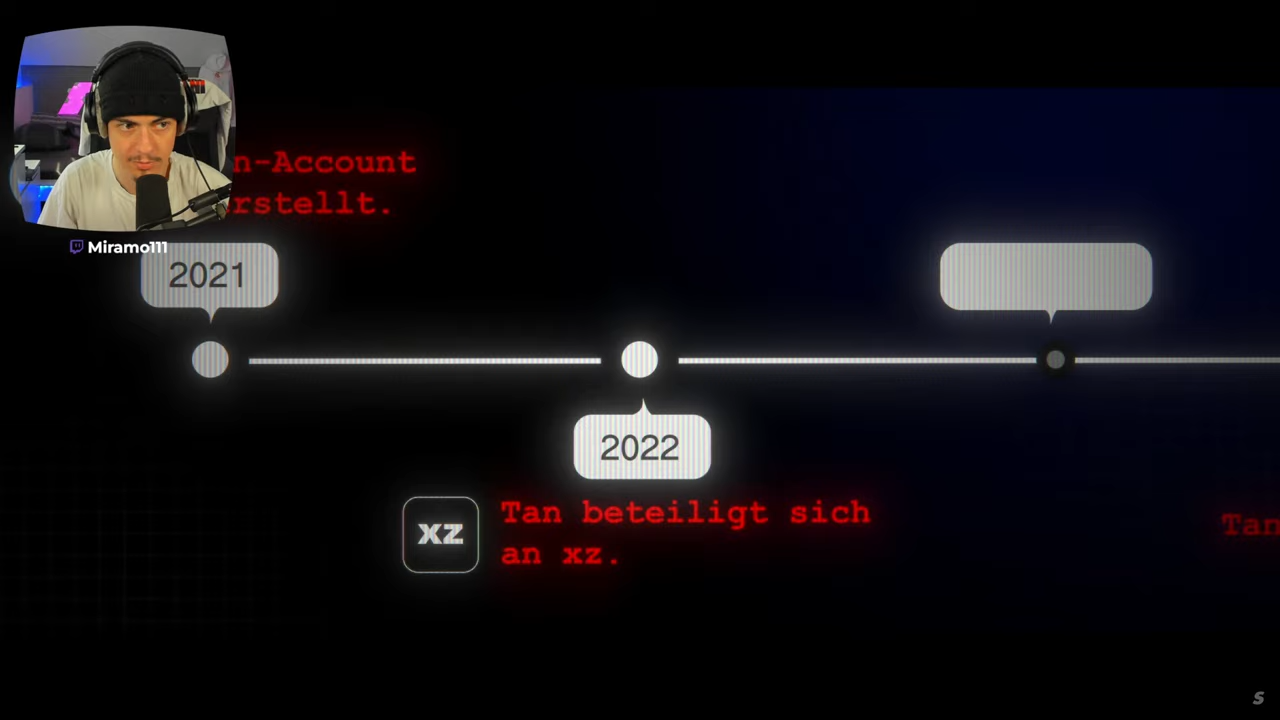 n-Account
rstellt.
Miramo111
2021
2022
xz
Tan beteiligt sich
an xz.
Tan
S